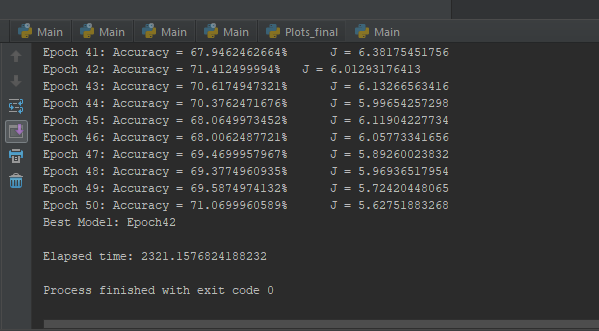 Main Main Main Main Plots_final Main
Epoch 41: Accuracy = 67.9462462664% J = 6.38175451756
Epoch 42: Accuracy = 71.412499994% J = 6.01293176413
Epoch 43: Accuracy = 70.6174947321% J = 6.13266563416
Epoch 44: Accuracy = 70.3762471676% J = 5.99654257298
Epoch 45: Accuracy = 68.0649973452% J = 6.11904227734
Epoch 46: Accuracy = 68.0062487721% J = 6.05773341656
Epoch 47: Accuracy = 69.4699957967% J = 5.89260023832
Epoch 48: Accuracy = 69.3774960935% J = 5.96936517954
Epoch 49: Accuracy = 69.5874974132% J = 5.72420448065
Epoch 50: Accuracy = 71.0699960589% J = 5.62751883268
Best Model: Epoch42
Elapsed time: 2321.1576824188232
Process finished with exit code 0